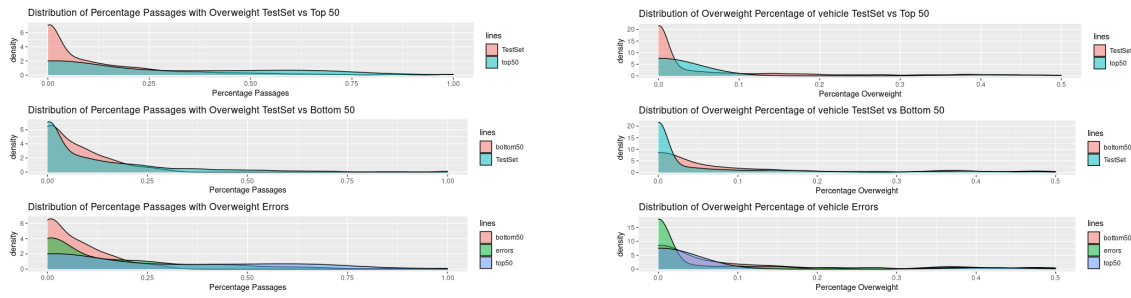 Distribution of Percentage Passages with Overweight TestSet vs Top 50
density
6
4
2
0
0.00 0.25 0.50 0.75 1.00
Percentage Passages
lines
TestSet
top50
Distribution of Percentage Passages with Overweight TestSet vs Bottom 50
density
6
4
2
0
0.00 0.25 0.50 0.75 1.00
Percentage Passages
lines
bottom50
TestSet
Distribution of Percentage Passages with Overweight Errors
density
6
4
2
0
0.00 0.25 0.50 0.75 1.00
Percentage Passages
lines
bottom50
errors
top50
Distribution of Overweight Percentage of vehicle TestSet vs Top 50
density
20
15
10
5
0
0.0 0.1 0.2 0.3 0.4 0.5
Percentage Overweight
lines
TestSet
top50
Distribution of Overweight Percentage of vehicle TestSet vs Bottom 50
density
20
15
10
5
0
0.0 0.1 0.2 0.3 0.4 0.5
Percentage Overweight
lines
bottom50
TestSet
Distribution of Overweight Percentage of vehicle Errors
density
15
10
5
0
0.0 0.1 0.2 0.3 0.4 0.5
Percentage Overweight
lines
bottom50
errors
top50